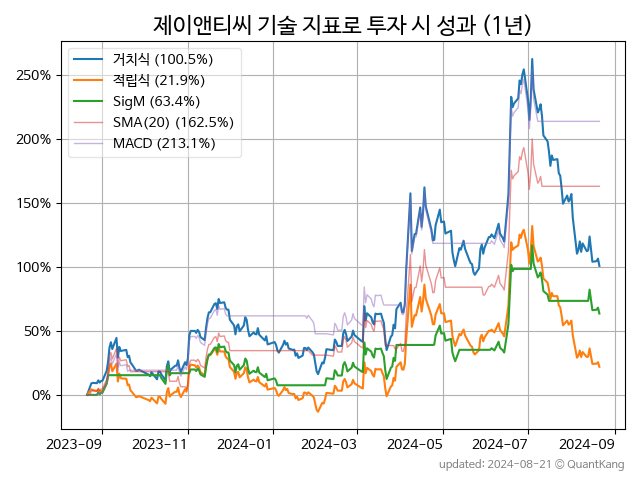 제이앤티씨 기술 지표로 투자 시 성과 (1년)
거치식 (100.5%)
적립식 (21.9%)
SigM (63.4%)
SMA(20) (162.5%)
MACD (213.1%)
250%
200%
150%
100%
50%
0%
2023-09 2023-11 2024-01 2024-03 2024-05 2024-07 2024-09
updated: 2024-08-21 © QuantKang